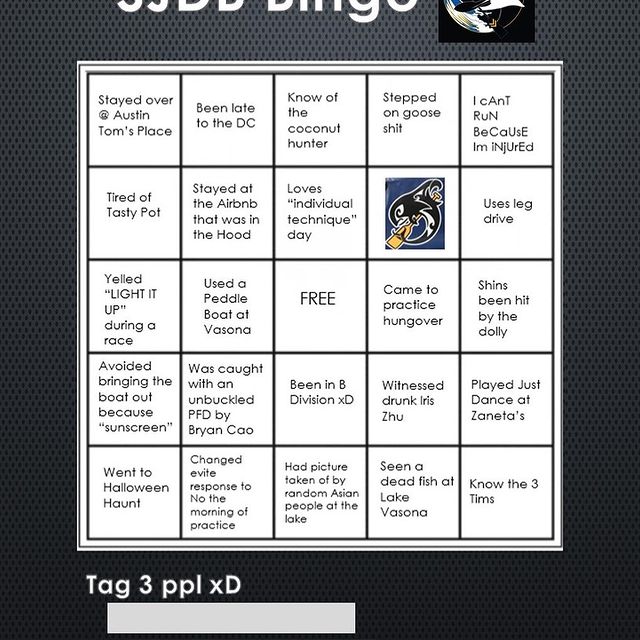 SJDB Bingo
Stayed over
@ Austin
Tom's Place
Been late
to the DC
Know of
the
coconut
hunter
Stepped
on goose
shit
I cAnT
RuN
BeCaUsE
Im iNjUrEd
Tired of
Tasty Pot
Stayed at
the Airbnb
that was in
the Hood
Loves
"individual
technique"
day
Uses leg
drive
Yelled
"LIGHT IT
UP"
during a
race
Used a
Peddle
Boat at
Vasona
FREE
Came to
practice
hungover
Shins
been hit
by the
dolly
Avoided
bringing the
boat out
because
"sunscreen"
Was caught
with an
unbuckled
PFD by
Bryan Cao
Been in B
Division xD
Witnessed
drunk Iris
Zhu
Played Just
Dance at
Zaneta's
Went to
Halloween
Haunt
Changed
evite
response to
No the
morning of
practice
Had picture
taken of by
random Asian
people at the
lake
Seen a
dead fish at
Lake
Vasona
Know the 3
Tims
Tag 3 ppl xD